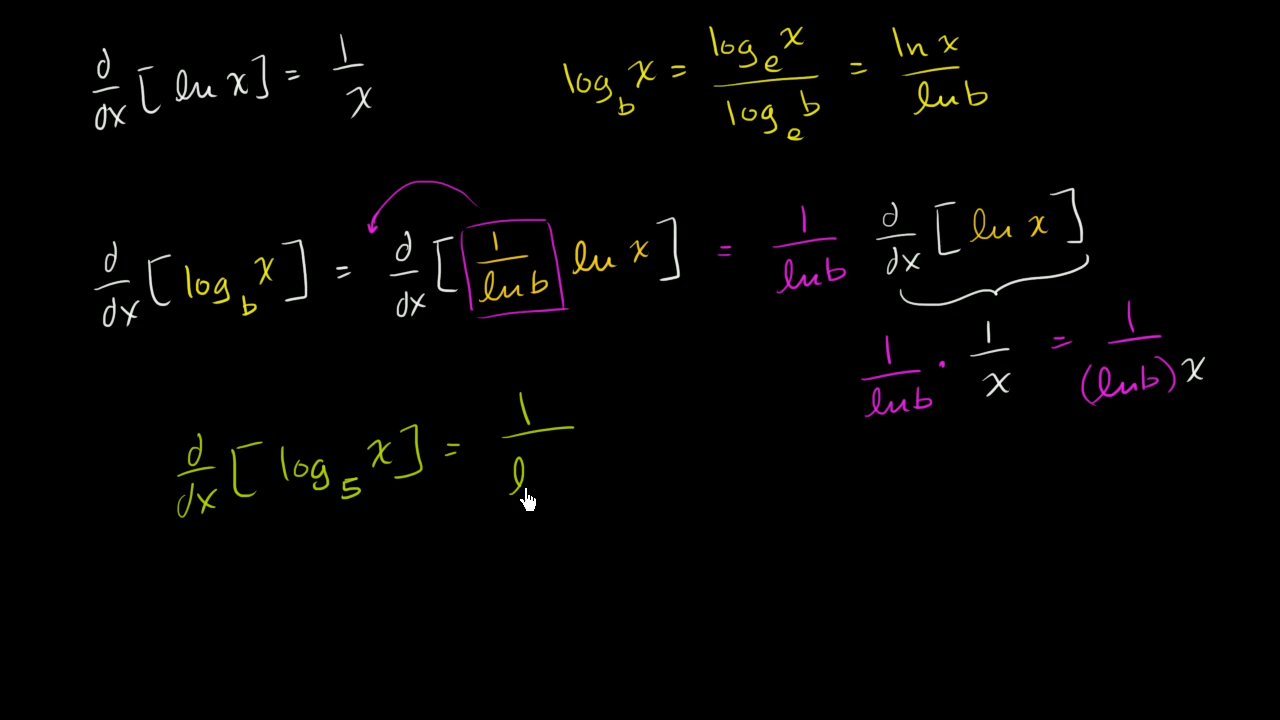 d/dx [ln x] = 1/x
log_b x = log_e x / log_e b = ln x / ln b
d/dx [log_b x] = d/dx [1/ln b ln x] = 1/ln b d/dx [ln x]
1/ln b · 1/x = 1/(ln b) x
d/dx [log_5 x] = 1/l